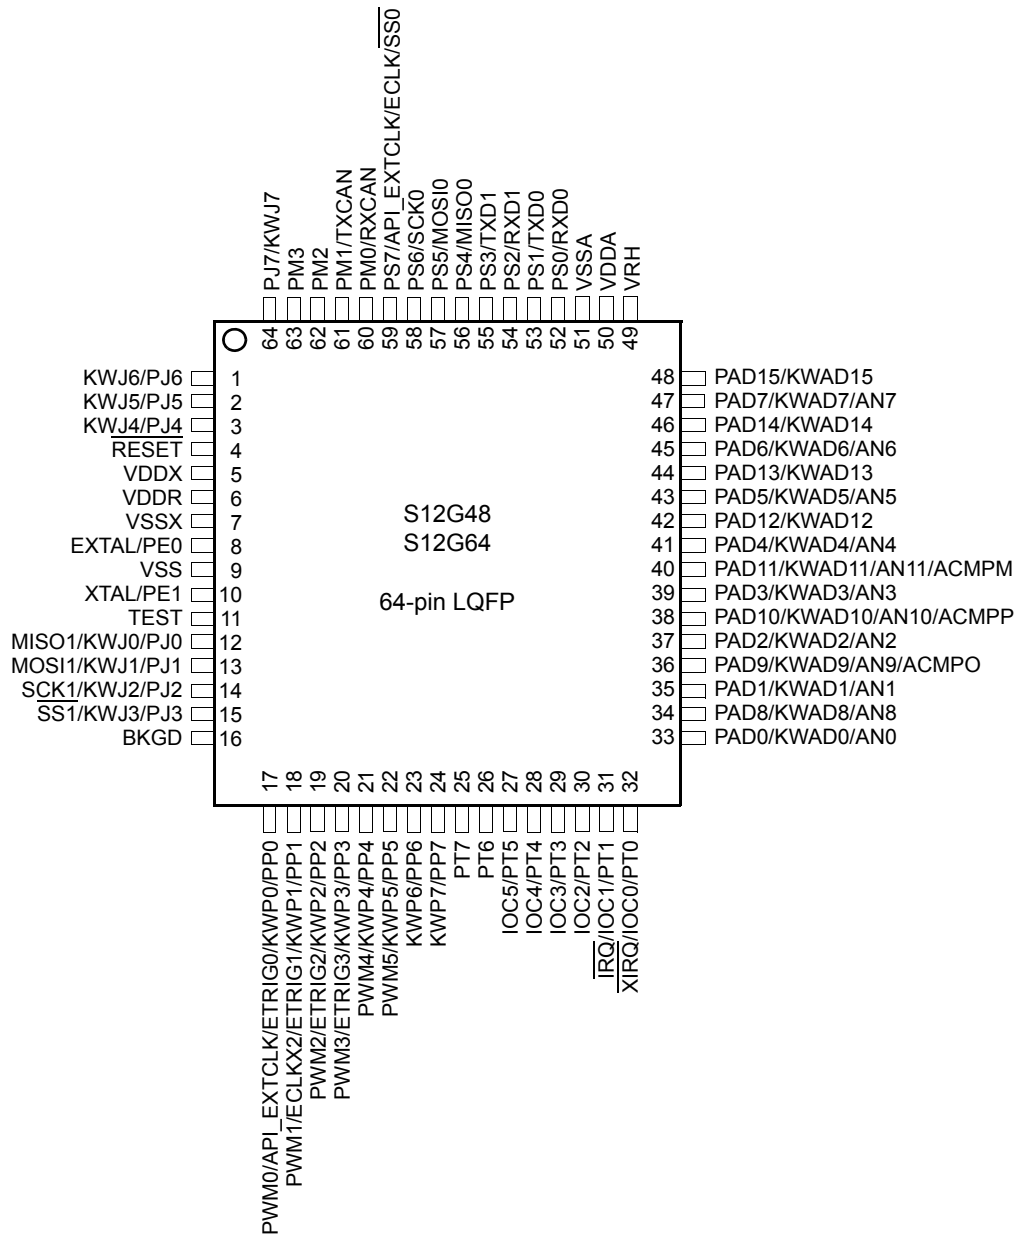 PJ7/KWJ7
PM3
PM2
PM1/TXCAN
PM0/RXCAN
PS7/API_EXTCLK/ECLK/SS0
PS6/SCK0
PS5/MOSI0
PS4/MISO0
PS3/TXD1
PS2/RXD1
PS1/TXD0
PS0/RXD0
VSSA
VDDA
VRH
64
63
62
61
60
59
58
57
56
55
54
53
52
51
50
49
KWJ6/PJ6 1
KWJ5/PJ5 2
KWJ4/PJ4 3
RESET 4
VDDX 5
VDDR 6
VSSX 7
EXTAL/PE0 8
VSS 9
XTAL/PE1 10
TEST 11
MISO1/KWJ0/PJ0 12
MOSI1/KWJ1/PJ1 13
SCK1/KWJ2/PJ2 14
SS1/KWJ3/PJ3 15
BKGD 16
S12G48
S12G64
64-pin LQFP
48 PAD15/KWAD15
47 PAD7/KWAD7/AN7
46 PAD14/KWAD14
45 PAD6/KWAD6/AN6
44 PAD13/KWAD13
43 PAD5/KWAD5/AN5
42 PAD12/KWAD12
41 PAD4/KWAD4/AN4
40 PAD11/KWAD11/AN11/ACMPM
39 PAD3/KWAD3/AN3
38 PAD10/KWAD10/AN10/ACMPP
37 PAD2/KWAD2/AN2
36 PAD9/KWAD9/AN9/ACMPO
35 PAD1/KWAD1/AN1
34 PAD8/KWAD8/AN8
33 PAD0/KWAD0/AN0
17
18
19
20
21
22
23
24
25
26
27
28
29
30
31
32
PWM0/API_EXTCLK/ETRIG0/KWP0/PP0
PWM1/ECLKX2/ETRIG1/KWP1/PP1
PWM2/ETRIG2/KWP2/PP2
PWM3/ETRIG3/KWP3/PP3
PWM4/KWP4/PP4
PWM5/KWP5/PP5
KWP6/PP6
KWP7/PP7
PT7
PT6
IOC5/PT5
IOC4/PT4
IOC3/PT3
IOC2/PT2
IRQ/IOC1/PT1
XIRQ/IOC0/PT0